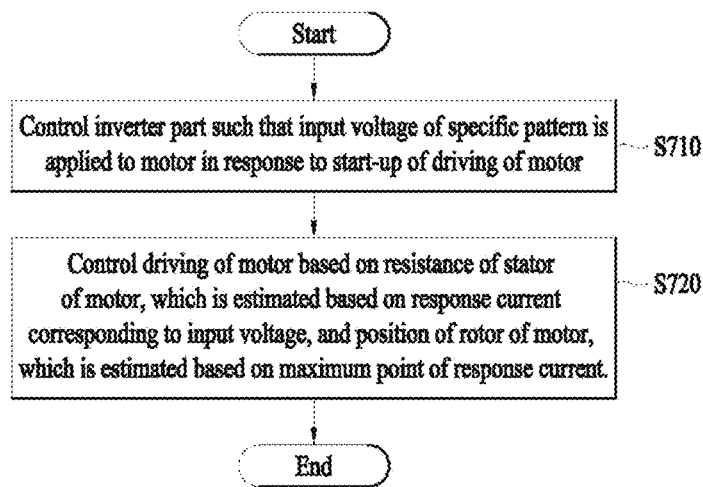 Start
Control inverter part such that input voltage of specific pattern is
applied to motor in response to start-up of driving of motor
S710
Control driving of motor based on resistance of stator
of motor, which is estimated based on response current
corresponding to input voltage, and position of rotor of motor,
which is estimated based on maximum point of response current.
S720
End